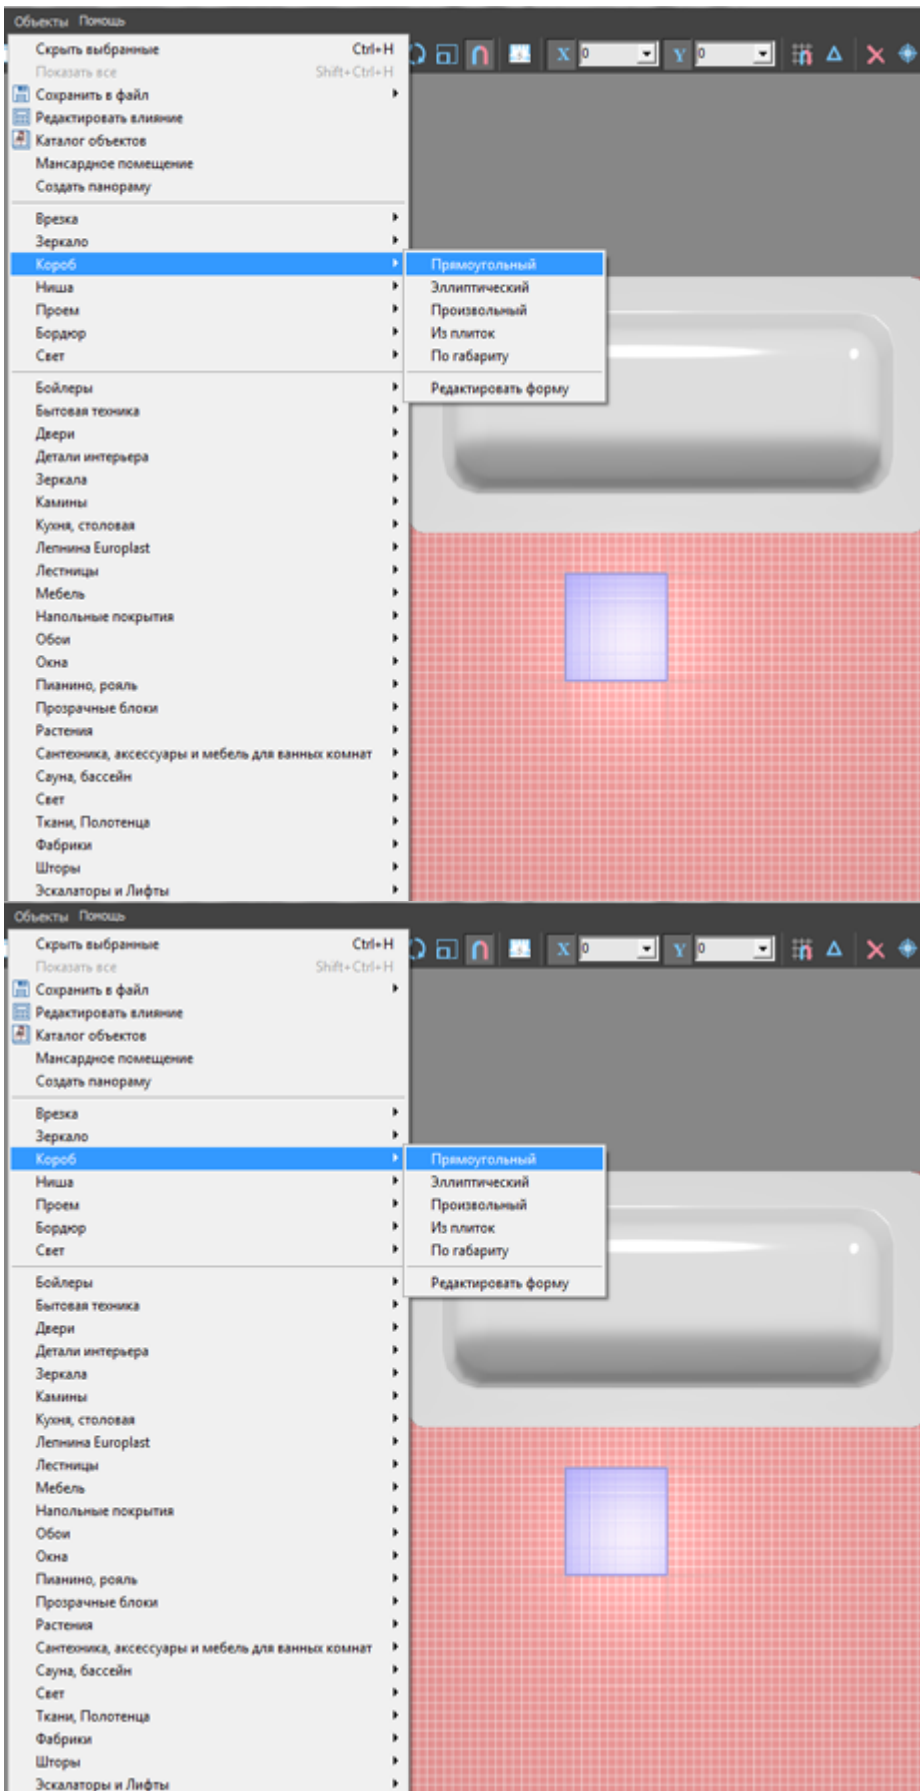 Объекты Помощь
Скрыть выбранные Ctrl+H
Показать все Shift+Ctrl+H
X 0 Y 0
Сохранить в файл
Редактировать влияние
Каталог объектов
Мансардное помещение
Создать панораму
Врезка
Зеркало
Короб Прямоугольный
Ниша Эллиптический
Проем Произвольный
Бордюр Из плиток
Свет По габариту
Бойлеры Редактировать форму
Бытовая техника
Двери
Детали интерьера
Зеркала
Камины
Кухня, столовая
Лепнина Europlast
Лестницы
Мебель
Напольные покрытия
Обои
Окна
Пианино, рояль
Прозрачные блоки
Растения
Сантехника, аксессуары и мебель для ванных комнат
Сауна, бассейн
Свет
Ткани, Полотенца
Фабрики
Шторы
Эскалаторы и Лифты
Объекты Помощь
Скрыть выбранные Ctrl+H
Показать все Shift+Ctrl+H
X 0 Y 0
Сохранить в файл
Редактировать влияние
Каталог объектов
Мансардное помещение
Создать панораму
Врезка
Зеркало
Короб Прямоугольный
Ниша Эллиптический
Проем Произвольный
Бордюр Из плиток
Свет По габариту
Бойлеры Редактировать форму
Бытовая техника
Двери
Детали интерьера
Зеркала
Камины
Кухня, столовая
Лепнина Europlast
Лестницы
Мебель
Напольные покрытия
Обои
Окна
Пианино, рояль
Прозрачные блоки
Растения
Сантехника, аксессуары и мебель для ванных комнат
Сауна, бассейн
Свет
Ткани, Полотенца
Фабрики
Шторы
Эскалаторы и Лифты